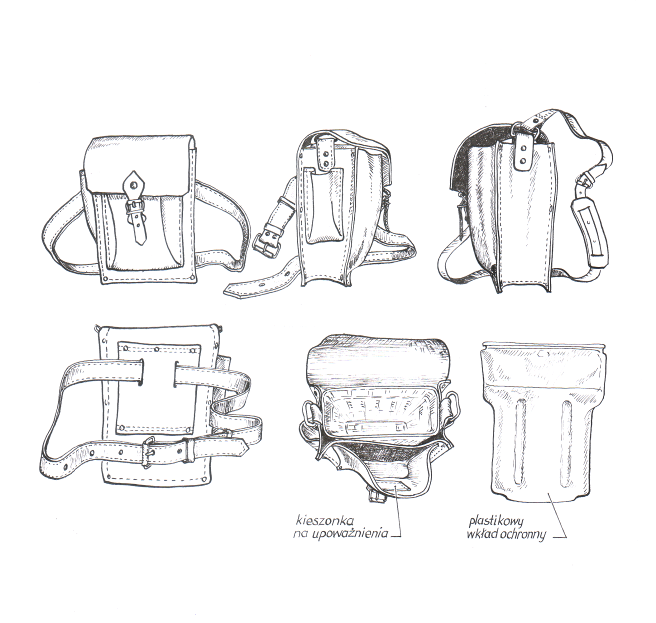 kieszonka
na upoważnienia
plastikowy
wkład ochronny